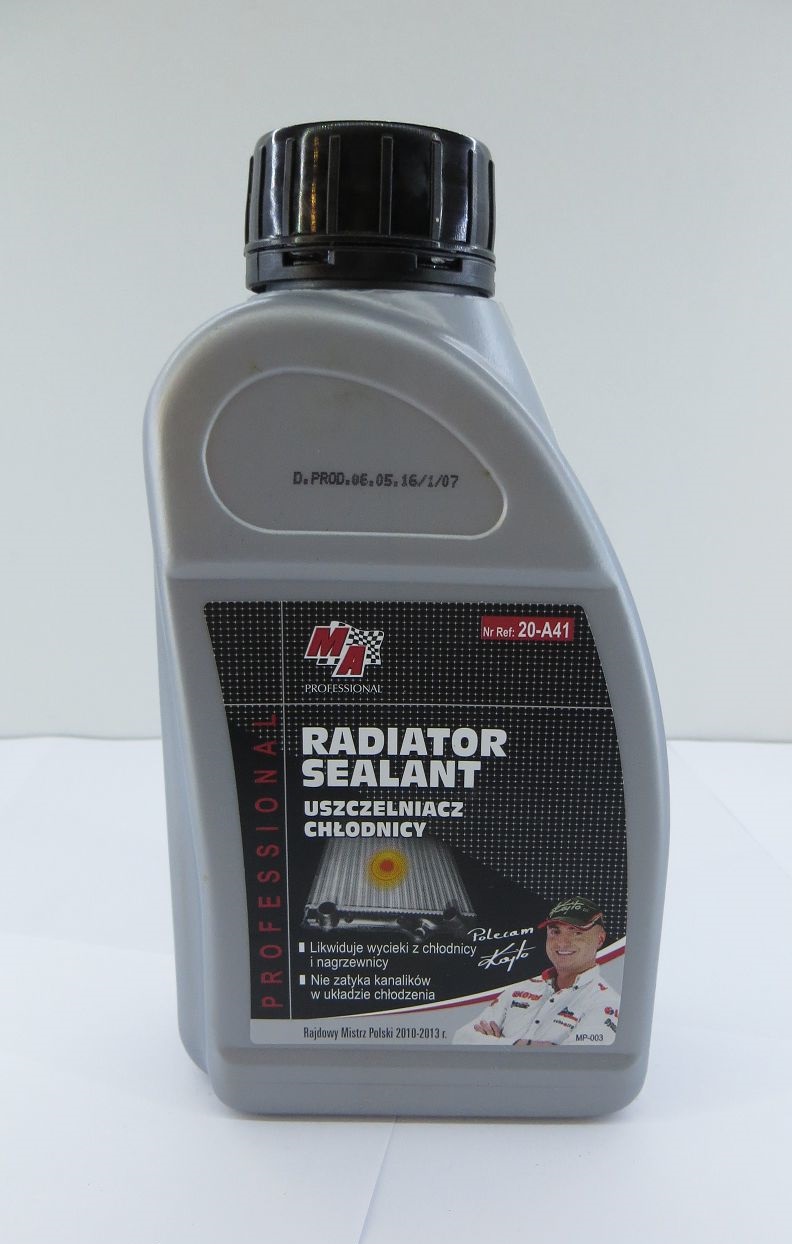 D.PROD.06.05.16/1/07
MA
PROFESSIONAL
Nr Ref: 20-A41
PROFESSIONAL
RADIATOR
SEALANT
USZCZELNIACZ
CHŁODNICY
Likwiduje wycieki z chłodnicy
i nagrzewnicy
Nie zatyka kanalików
w układzie chłodzenia
Polecam
Kajto
Kajto
Rajdowy Mistrz Polski 2010-2013 r.
MP-003